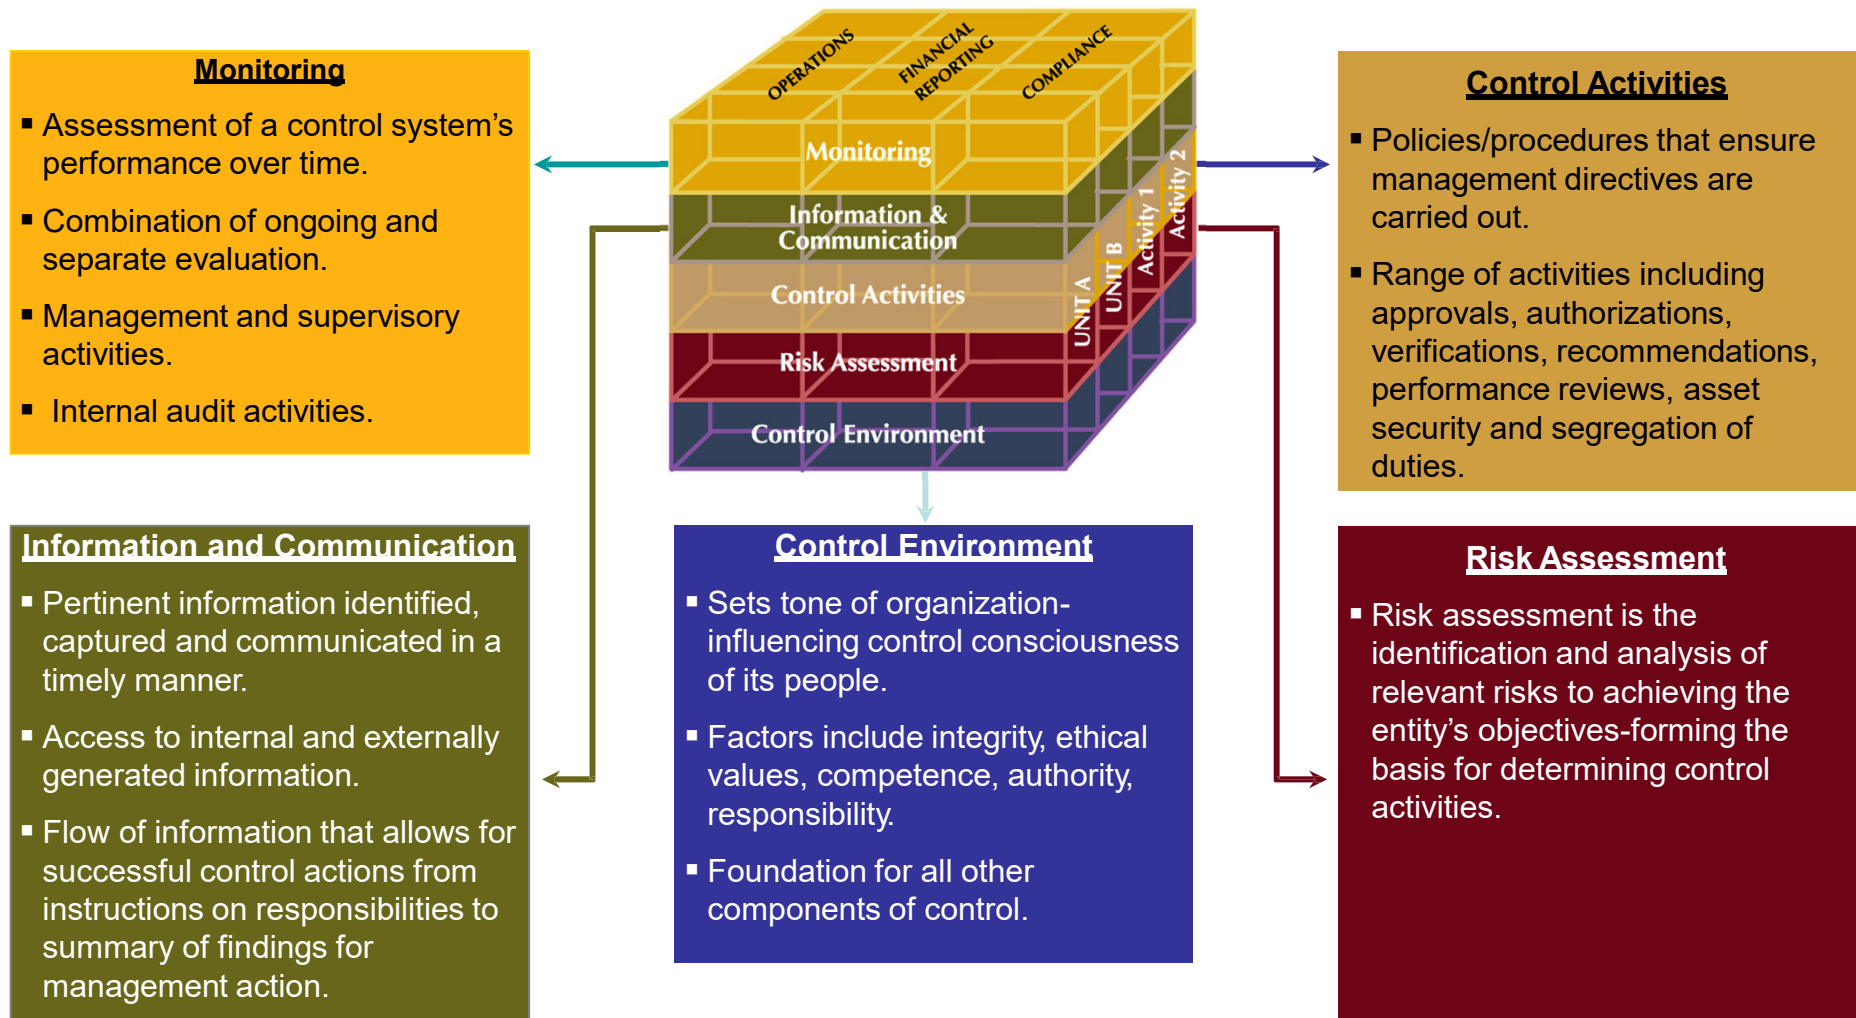 Monitoring
▪ Assessment of a control system’s
performance over time.
▪ Combination of ongoing and
separate evaluation.
▪ Management and supervisory
activities.
▪ Internal audit activities.
OPERATIONS
FINANCIAL
REPORTING
COMPLIANCE
Monitoring
Information &
Communication
Control Activities
Risk Assessment
Control Environment
UNIT A
UNIT B
Activity 1
Activity 2
Control Activities
▪ Policies/procedures that ensure
management directives are
carried out.
▪ Range of activities including
approvals, authorizations,
verifications, recommendations,
performance reviews, asset
security and segregation of
duties.
Information and Communication
▪ Pertinent information identified,
captured and communicated in a
timely manner.
▪ Access to internal and externally
generated information.
▪ Flow of information that allows for
successful control actions from
instructions on responsibilities to
summary of findings for
management action.
Control Environment
▪ Sets tone of organization-
influencing control consciousness
of its people.
▪ Factors include integrity, ethical
values, competence, authority,
responsibility.
▪ Foundation for all other
components of control.
Risk Assessment
▪ Risk assessment is the
identification and analysis of
relevant risks to achieving the
entity’s objectives-forming the
basis for determining control
activities.